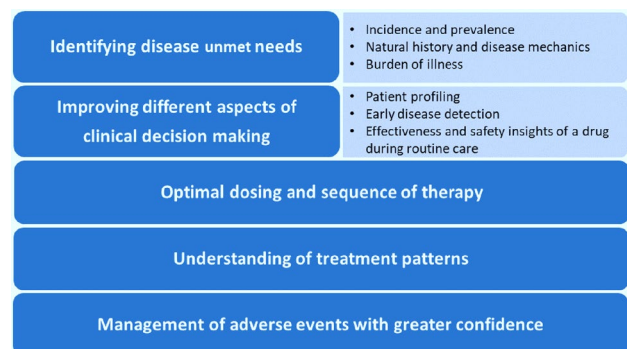 Identifying disease unmet needs
• Incidence and prevalence
• Natural history and disease mechanics
• Burden of illness
Improving different aspects of
clinical decision making
• Patient profiling
• Early disease detection
• Effectiveness and safety insights of a drug
during routine care
Optimal dosing and sequence of therapy
Understanding of treatment patterns
Management of adverse events with greater confidence